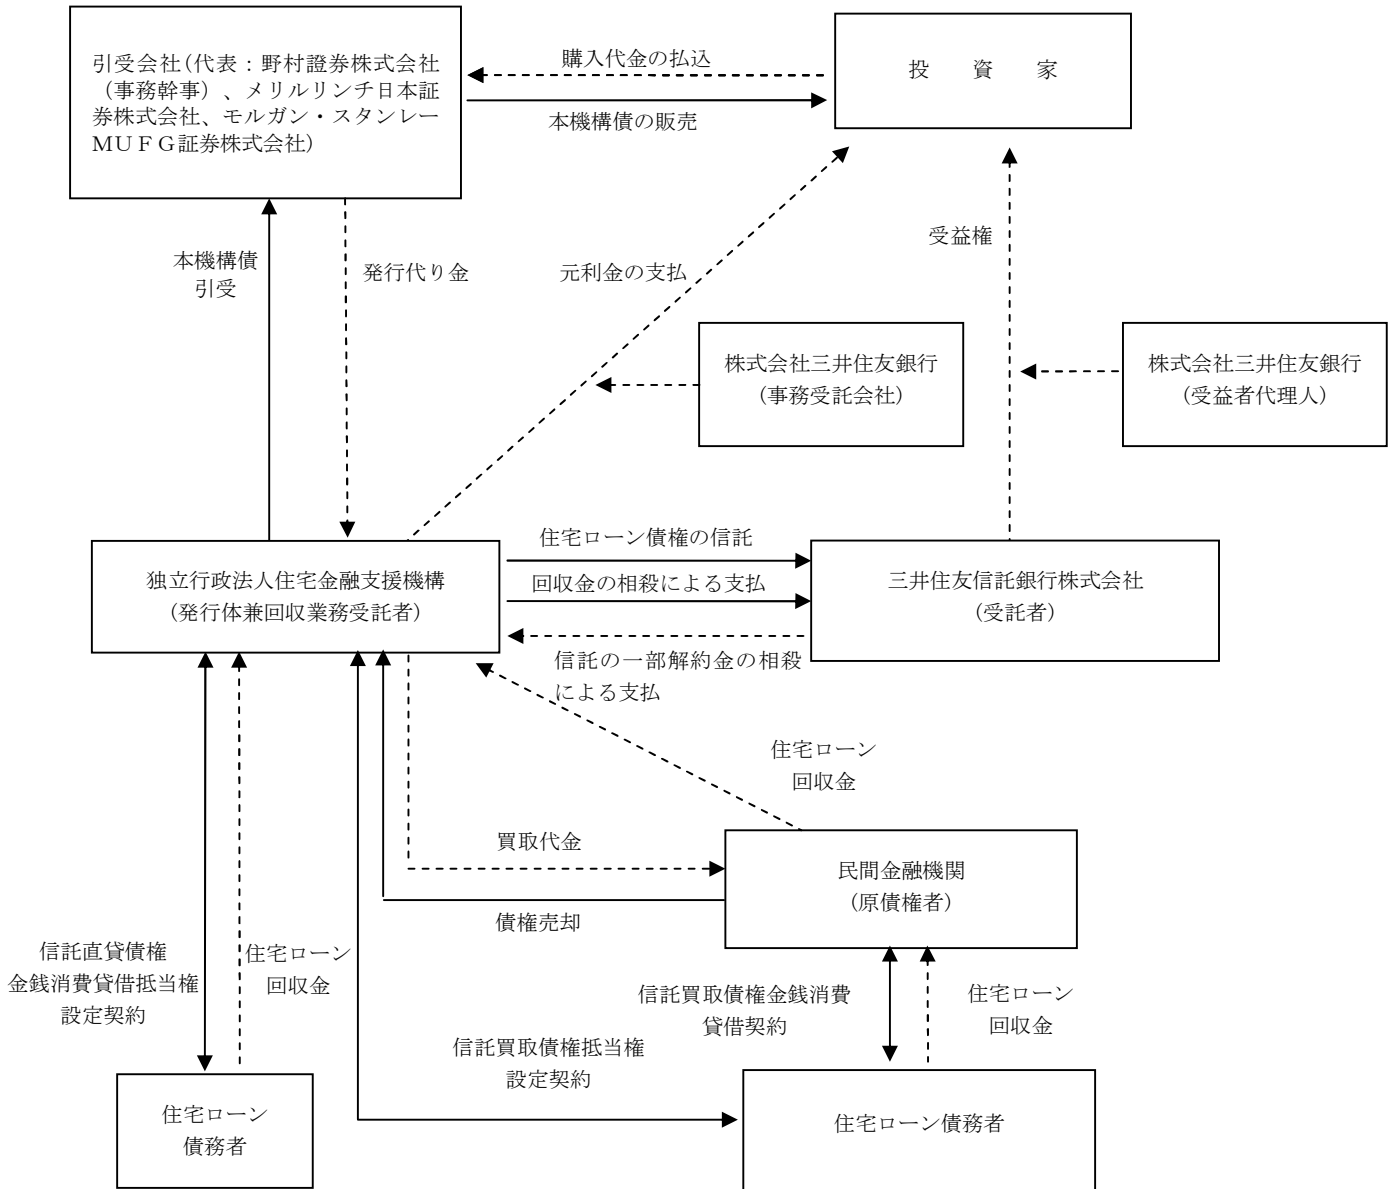 引受会社（代表：野村證券株式会社
（事務幹事）、メリルリンチ日本証
券株式会社、モルガン・スタンレー
ＭＵＦＧ証券株式会社）
購入代金の払込
本機構債の販売
投　資　家
本機構債
引受
発行代り金
元利金の支払
受益権
株式会社三井住友銀行
（事務受託会社）
株式会社三井住友銀行
（受益者代理人）
独立行政法人住宅金融支援機構
（発行体兼回収業務受託者）
住宅ローン債権の信託
回収金の相殺による支払
信託の一部解約金の相殺
による支払
三井住友信託銀行株式会社
（受託者）
住宅ローン
回収金
買取代金
債権売却
民間金融機関
（原債権者）
信託直貸債権
金銭消費貸借抵当権
設定契約
住宅ローン
回収金
信託買取債権金銭消費
貸借契約
住宅ローン
回収金
信託買取債権抵当権
設定契約
住宅ローン
債務者
住宅ローン債務者